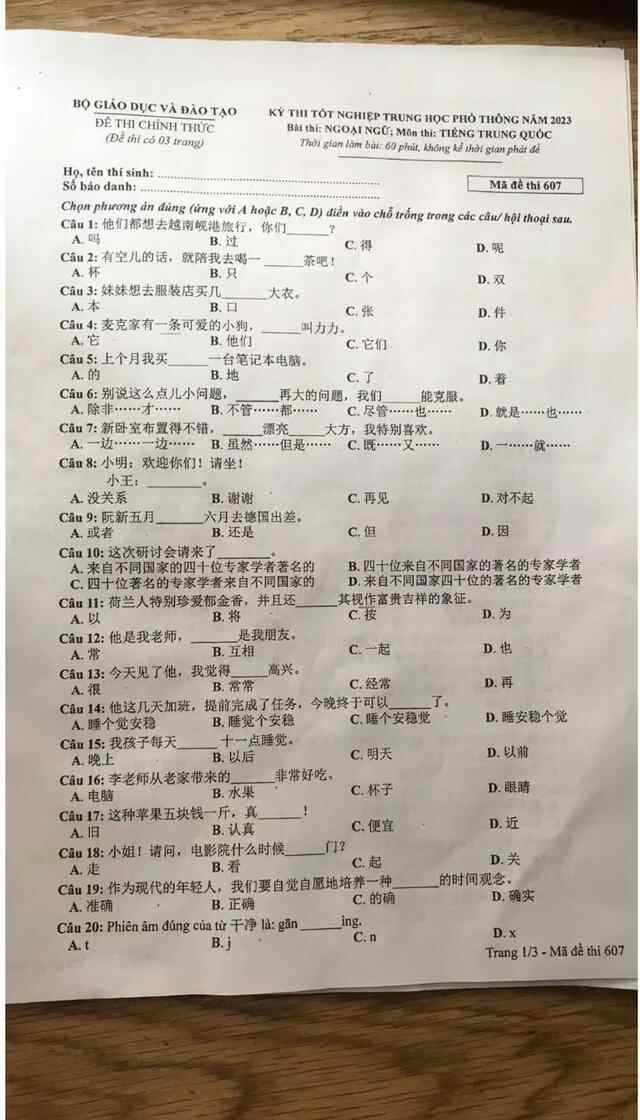 BỘ GIÁO DỤC VÀ ĐÀO TẠO
ĐỀ THI CHÍNH THỨC
(Đề thi có 03 trang)
KỲ THI TỐT NGHIỆP TRUNG HỌC PHỔ THÔNG NĂM 2023
Bài thi: NGOẠI NGỮ; Môn thi: TIẾNG TRUNG QUỐC
Thời gian làm bài: 60 phút, không kể thời gian phát đề
Họ, tên thí sinh: ........................................
Số báo danh: ........................................
Mã đề thi 607
Chọn phương án đúng (ứng với A hoặc B, C, D) điền vào chỗ trống trong các câu/ hội thoại sau.
Câu 1: 他们都想去越南岘港旅行，你们______？
A. 吗 B. 过 C. 得 D. 呢
Câu 2: 有空儿的话，就陪我去喝一 ______茶吧！
A. 杯 B. 只 C. 个 D. 双
Câu 3: 妹妹想去服装店买几______大衣。
A. 本 B. 口 C. 张 D. 件
Câu 4: 麦克家有一条可爱的小狗，______叫力力。
A. 它 B. 他们 C. 它们 D. 你
Câu 5: 上个月我买______一台笔记本电脑。
A. 的 B. 地 C. 了 D. 着
Câu 6: 别说这么点儿小问题，______再大的问题，我们______能克服。
A. 除非……才…… B. 不管……都…… C. 尽管……也…… D. 就是……也……
Câu 7: 新卧室布置得不错，______漂亮______大方，我特别喜欢。
A. 一边……一边…… B. 虽然……但是…… C. 既……又…… D. 一……就……
Câu 8: 小明：欢迎你们！请坐！
小王：________。
A. 没关系 B. 谢谢 C. 再见 D. 对不起
Câu 9: 阮新五月______六月去德国出差。
A. 或者 B. 还是 C. 但 D. 因
Câu 10: 这次研讨会请来了_______。
A. 来自不同国家的四十位专家学者著名的 B. 四十位来自不同国家的著名的专家学者
C. 四十位著名的专家学者来自不同国家的 D. 来自不同国家四十位的著名的专家学者
Câu 11: 荷兰人特别珍爱郁金香，并且还______其视作富贵吉祥的象征。
A. 以 B. 将 C. 按 D. 为
Câu 12: 他是我老师，______是我朋友。
A. 常 B. 互相 C. 一起 D. 也
Câu 13: 今天见了他，我觉得______高兴。
A. 很 B. 常常 C. 经常 D. 再
Câu 14: 他这几天加班，提前完成了任务，今晚终于可以______了。
A. 睡个觉安稳 B. 睡觉个安稳 C. 睡个安稳觉 D. 睡安稳个觉
Câu 15: 我孩子每天______ 十一点睡觉。
A. 晚上 B. 以后 C. 明天 D. 以前
Câu 16: 李老师从老家带来的______非常好吃。
A. 电脑 B. 水果 C. 杯子 D. 眼睛
Câu 17: 这种苹果五块钱一斤，真______！
A. 旧 B. 认真 C. 便宜 D. 近
Câu 18: 小姐！请问，电影院什么时候______门？
A. 走 B. 看 C. 起 D. 关
Câu 19: 作为现代的年轻人，我们要自觉自愿地培养一种______的时间观念。
A. 准确 B. 正确 C. 的确 D. 确实
Câu 20: Phiên âm đúng của từ 干净 là: gān ______ìng.
A. t B. j C. n D. x
Trang 1/3 - Mã đề thi 607